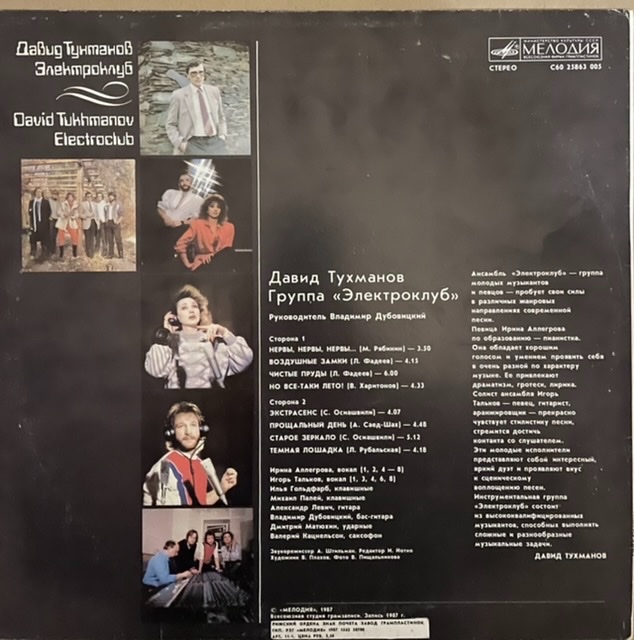 Давид Тухманов
Электроклуб
David Tukhmanov
Electroclub
МИНИСТЕРСТВО КУЛЬТУРЫ СССР
МЕЛОДИЯ
ВСЕСОЮЗНАЯ ФИРМА ГРАМПЛАСТИНОК
СТЕРЕО
С60 25863 005
Давид Тухманов
Группа «Электроклуб»
Руководитель Владимир Дубовицкий
Сторона 1
НЕРВЫ, НЕРВЫ, НЕРВЫ... (М. Рябинин) — 3.50
ВОЗДУШНЫЕ ЗАМКИ (Л. Фадеев) — 4.15
ЧИСТЫЕ ПРУДЫ (Л. Фадеев) — 6.00
НО ВСЕ-ТАКИ ЛЕТО! (В. Харитонов) — 4.33
Сторона 2
ЭКСТРАСЕНС (С. Осиашвили) — 4.07
ПРОЩАЛЬНЫЙ ДЕНЬ (А. Саед-Шах) — 4.48
СТАРОЕ ЗЕРКАЛО (С. Осиашвили) — 5.12
ТЕМНАЯ ЛОШАДКА (Л. Рубальская) — 4.18
Ирина Аллегрова, вокал [1, 2, 4 — 8]
Игорь Тальков, вокал [1, 3, 4, 6, 8]
Илья Гольдфарб, клавишные
Михаил Палей, клавишные
Александр Левич, гитара
Владимир Дубовицкий, бас-гитара
Дмитрий Матюхин, ударные
Валерий Кацнельсон, саксофон
Звукорежиссер А. Штильман. Редактор И. Йотко
Художник В. Плахов. Фото В. Пищальникова
Ансамбль «Электроклуб» — группа
молодых музыкантов
и певцов — пробует свои силы
в различных жанровых
направлениях современной
песни.
Певица Ирина Аллегрова
по образованию — пианистка.
Она обладает хорошим
голосом и умением проявить себя
в очень разной по характеру
музыке. Ее привлекают
драматизм, гротеск, лирика.
Солист ансамбля Игорь
Тальков — певец, гитарист,
аранжировщик — прекрасно
чувствует стилистику песни,
стремится достичь
контакта со слушателем.
Эти молодые исполнители
представляют собой интересный,
яркий дуэт и проявляют вкус
к сценическому
воплощению песен.
Инструментальная группа
«Электроклуб» состоит
из высококвалифицированных
музыкантов, способных выполнять
сложные и разнообразные
музыкальные задачи.
ДАВИД ТУХМАНОВ
© «МЕЛОДИЯ», 1987
Всесоюзная студия грамзаписи. Запись 1987 г.
РИЖСКИЙ ОРДЕНА ЗНАК ПОЧЕТА ЗАВОД ГРАМПЛАСТИНОК,